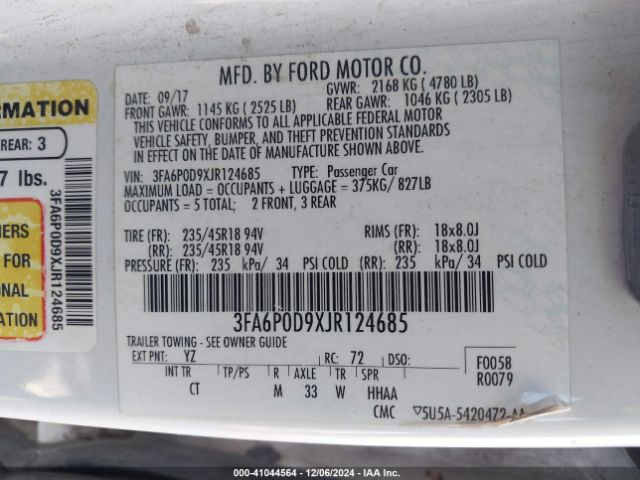 MFD. BY FORD MOTOR CO.
DATE: 09/17 GVWR: 2168 KG ( 4780 LB)
FRONT GAWR: 1145 KG ( 2525 LB) REAR GAWR: 1046 KG ( 2305 LB)
THIS VEHICLE CONFORMS TO ALL APPLICABLE FEDERAL MOTOR
VEHICLE SAFETY, BUMPER, AND THEFT PREVENTION STANDARDS
IN EFFECT ON THE DATE OF MANUFACTURE SHOWN ABOVE.
VIN: 3FA6P0D9XJR124685 TYPE: Passenger Car
MAXIMUM LOAD = OCCUPANTS + LUGGAGE = 375KG/ 827LB
OCCUPANTS = 5 TOTAL; 2 FRONT, 3 REAR
TIRE (FR): 235/45R18 94V RIMS (FR): 18x8.0J
(RR): 235/45R18 94V (RR): 18x8.0J
PRESSURE (FR): 235 kPa/ 34 PSI COLD (RR): 235 kPa/ 34 PSI COLD
3FA6P0D9XJR124685
TRAILER TOWING - SEE OWNER GUIDE
EXT PNT: YZ RC: 72 DSO: F0058
R0079
INT TR TP/PS R AXLE TR SPR
CT M 33 W HHAA
CMC ▽5U5A-5420472-AA
RMATION
REAR: 3
7 lbs.
NERS
FOR
ONAL
ATION
3FA6P0D9XJR124685
000-41044564 • 12/06/2024 • IAA Inc.